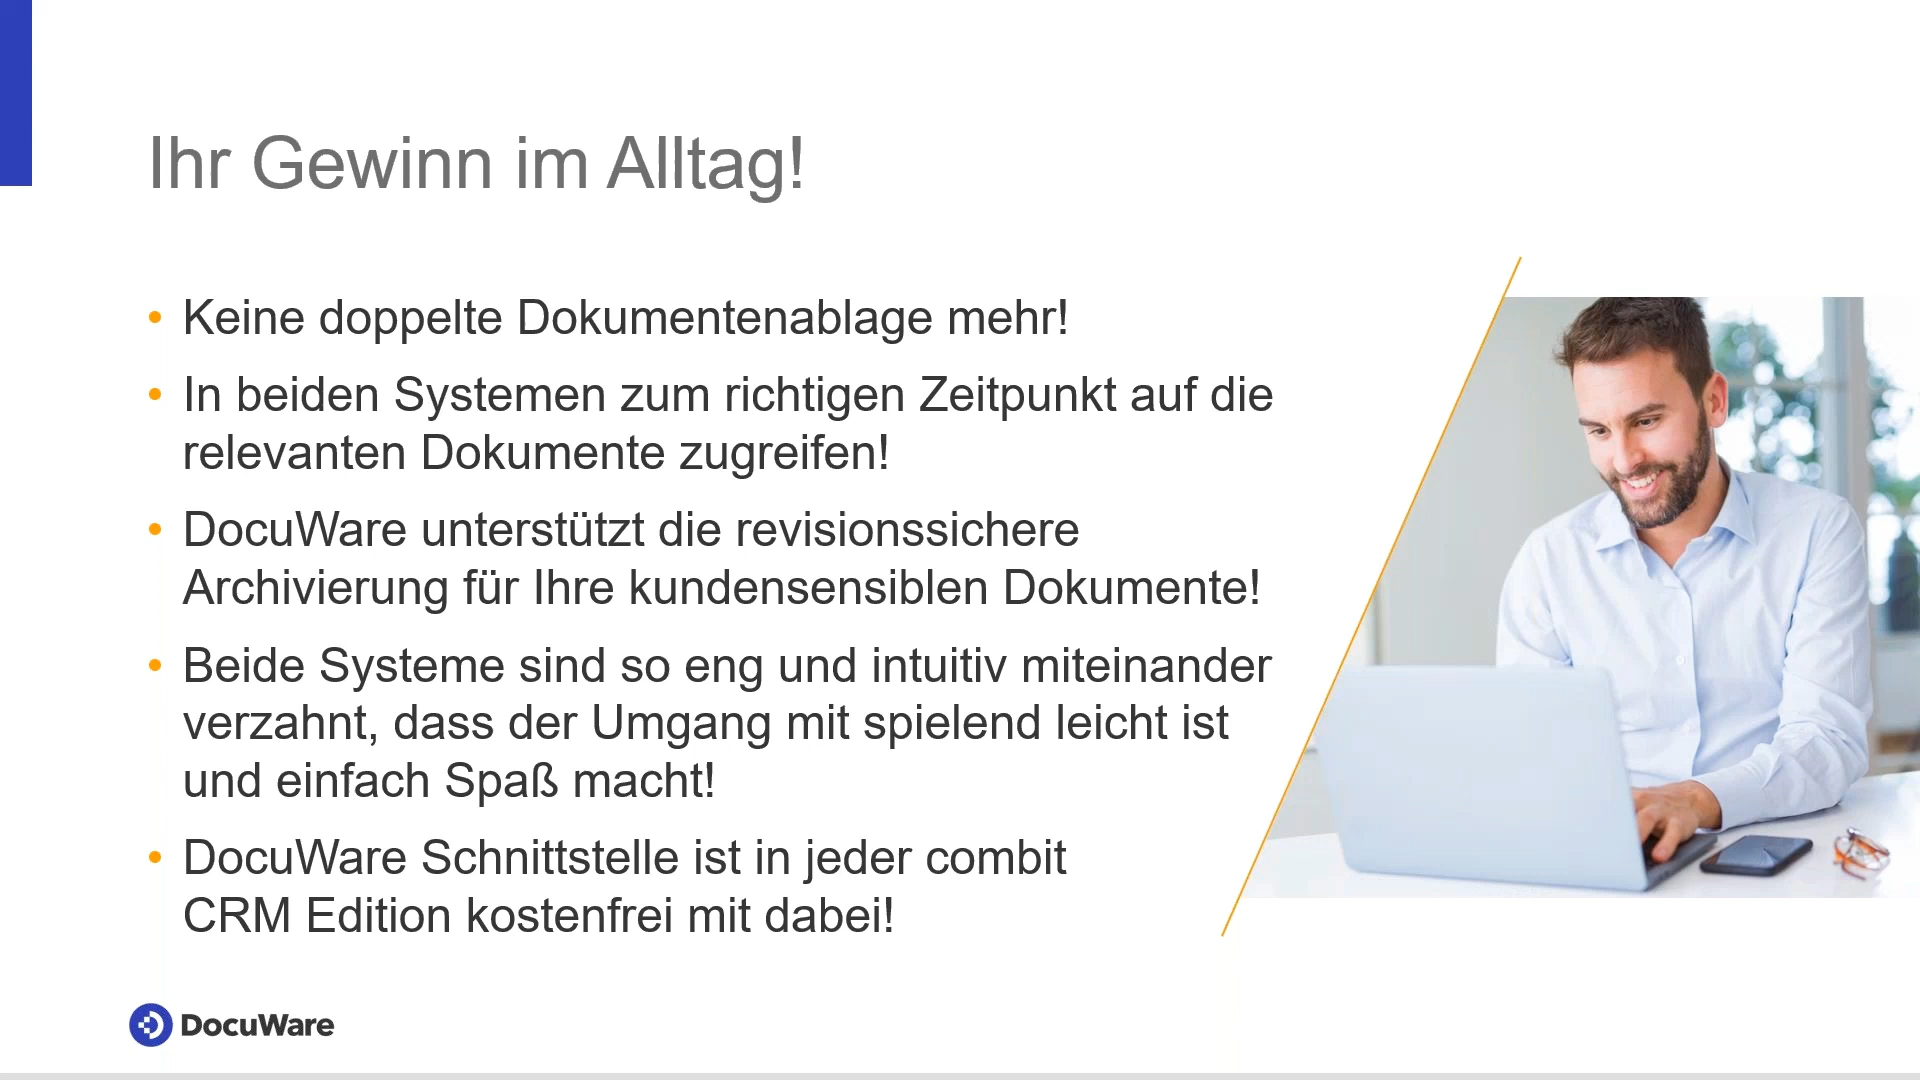 Ihr Gewinn im Alltag!
• Keine doppelte Dokumentenablage mehr!
• In beiden Systemen zum richtigen Zeitpunkt auf die
relevanten Dokumente zugreifen!
• DocuWare unterstützt die revisionssichere
Archivierung für Ihre kundensensiblen Dokumente!
• Beide Systeme sind so eng und intuitiv miteinander
verzahnt, dass der Umgang mit spielend leicht ist
und einfach Spaß macht!
• DocuWare Schnittstelle ist in jeder combit
CRM Edition kostenfrei mit dabei!
DocuWare